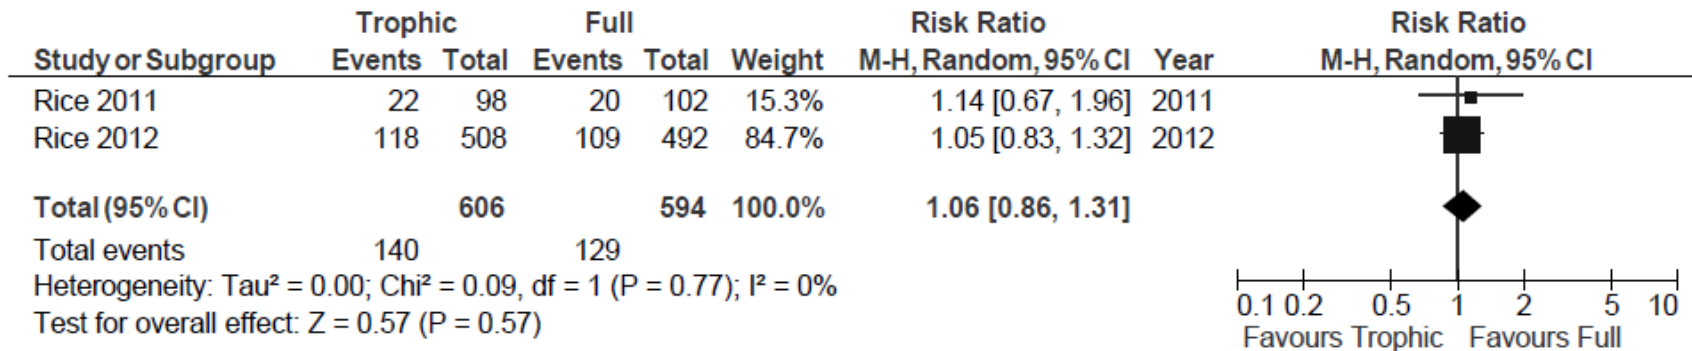 Trophic Full Risk Ratio Risk Ratio
Study or Subgroup Events Total Events Total Weight M-H, Random, 95% CI Year M-H, Random, 95% CI
Rice 2011 22 98 20 102 15.3% 1.14 [0.67, 1.96] 2011
Rice 2012 118 508 109 492 84.7% 1.05 [0.83, 1.32] 2012
Total (95% CI) 606 594 100.0% 1.06 [0.86, 1.31]
Total events 140 129
Heterogeneity: Tau² = 0.00; Chi² = 0.09, df = 1 (P = 0.77); I² = 0%
Test for overall effect: Z = 0.57 (P = 0.57)
0.1 0.2 0.5 1 2 5 10
Favours Trophic Favours Full